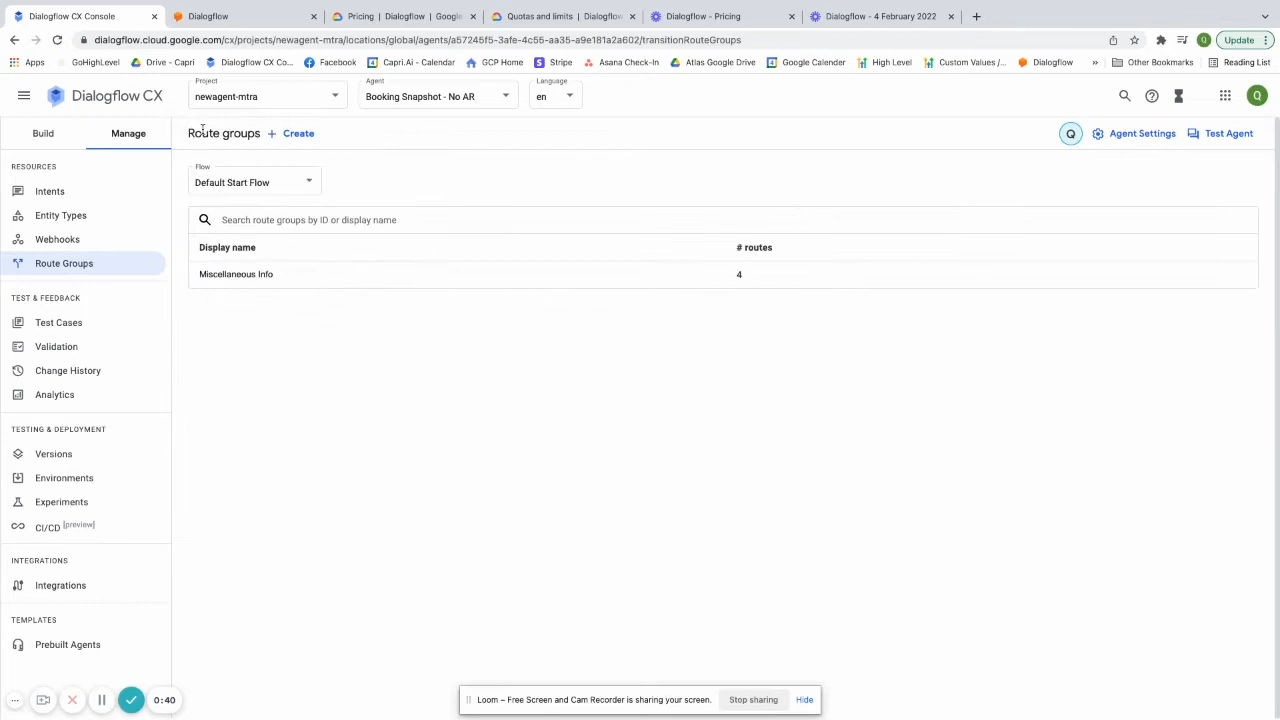 Dialogflow CX Console
Dialogflow
Pricing | Dialogflow | Google
Quotas and limits | Dialogflow
Dialogflow - Pricing
Dialogflow - 4 February 2022
dialogflow.cloud.google.com/cx/projects/newagent-mtra/locations/global/agents/a57245f5-3afe-4c55-aa35-a9e181a2a602/transitionRouteGroups
Q
Update
Apps
GoHighLevel
Drive - Capri
Dialogflow CX Co...
Facebook
Capri.Ai - Calendar
GCP Home
Stripe
Asana Check-In
Atlas Google Drive
Google Calendar
High Level
Custom Values /...
Dialogflow
»
Other Bookmarks
Reading List
Dialogflow CX
Project
newagent-mtra
Agent
Booking Snapshot - No AR
Language
en
Q
Build
Manage
Route groups
+ Create
Q
Agent Settings
Test Agent
RESOURCES
Intents
Entity Types
Webhooks
Route Groups
TEST & FEEDBACK
Test Cases
Validation
Change History
Analytics
TESTING & DEPLOYMENT
Versions
Environments
Experiments
CI/CD [preview]
INTEGRATIONS
Integrations
TEMPLATES
Prebuilt Agents
Flow
Default Start Flow
Search route groups by ID or display name
Display name
# routes
Miscellaneous Info
4
0:40
Loom – Free Screen and Cam Recorder is sharing your screen.
Stop sharing
Hide